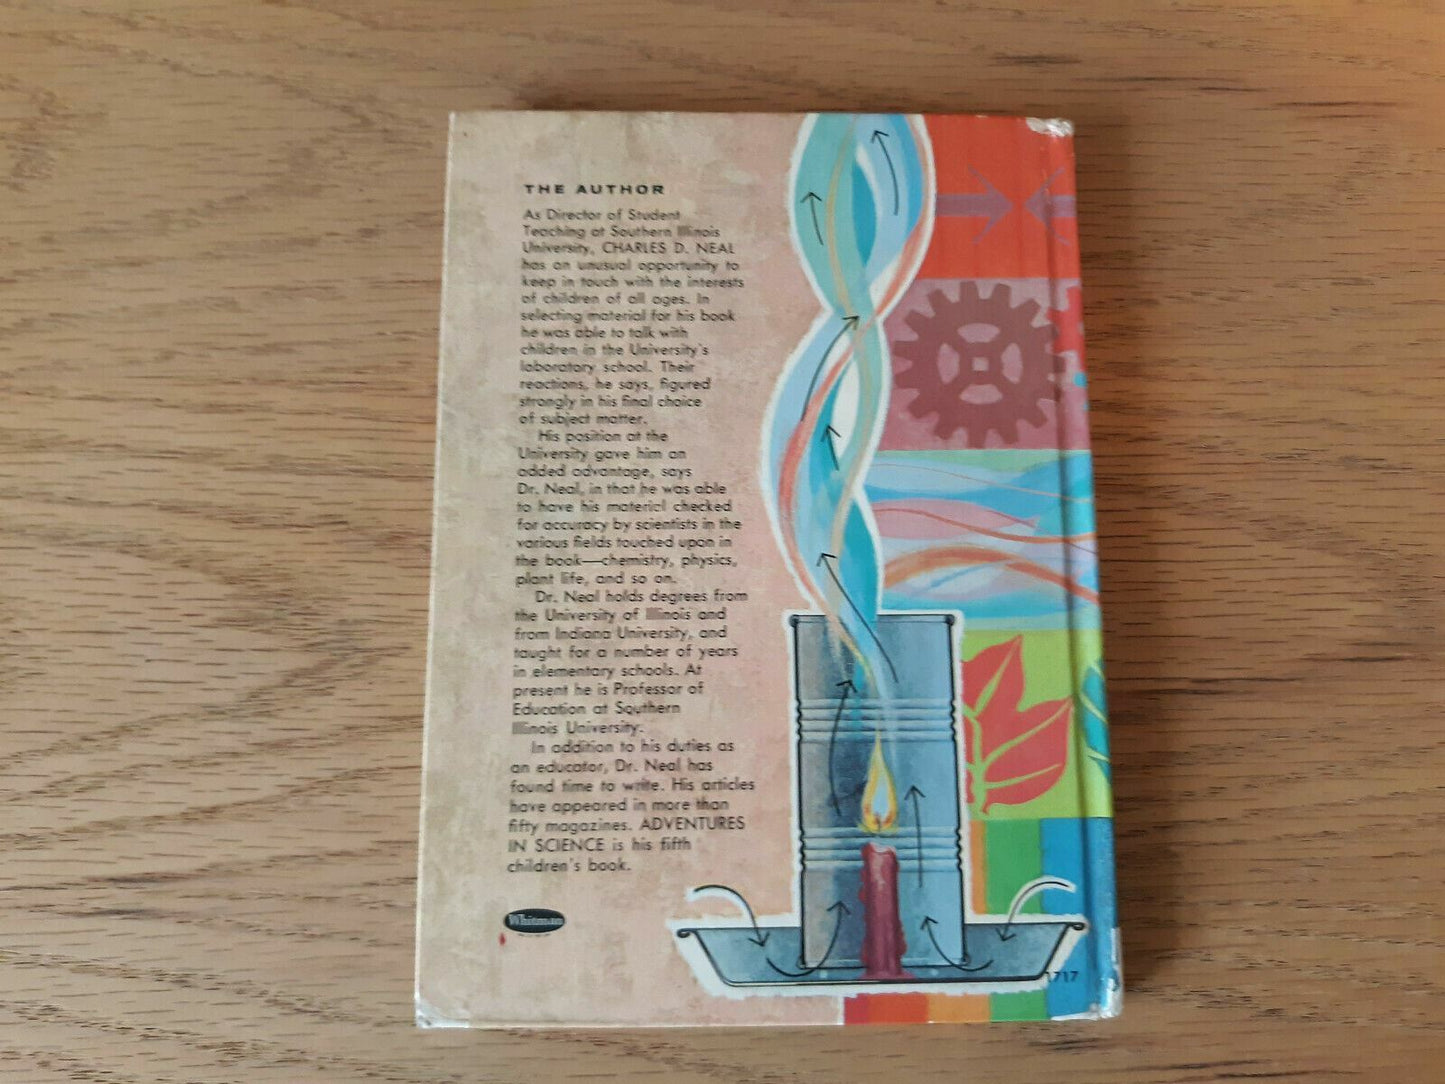 THE AUTHOR
As Director of Student
Teaching at Southern Illinois
University, CHARLES D. NEAL
has an unusual opportunity to
keep in touch with the interests
of children of all ages. In
selecting material for his book
he was able to talk with
children in the University's
laboratory school. Their
reactions, he says, figured
strongly in his final choice
of subject matter.
His position at the
University gave him an
added advantage, says
Dr. Neal, in that he was able
to have his material checked
for accuracy by scientists in the
various fields touched upon in
the book—chemistry, physics,
plant life, and so on.
Dr. Neal holds degrees from
the University of Illinois and
from Indiana University, and
taught for a number of years
in elementary schools. At
present he is Professor of
Education at Southern
Illinois University.
In addition to his duties as
an educator, Dr. Neal has
found time to write. His articles
have appeared in more than
fifty magazines. ADVENTURES
IN SCIENCE is his fifth
children's book.
Whitman
1717